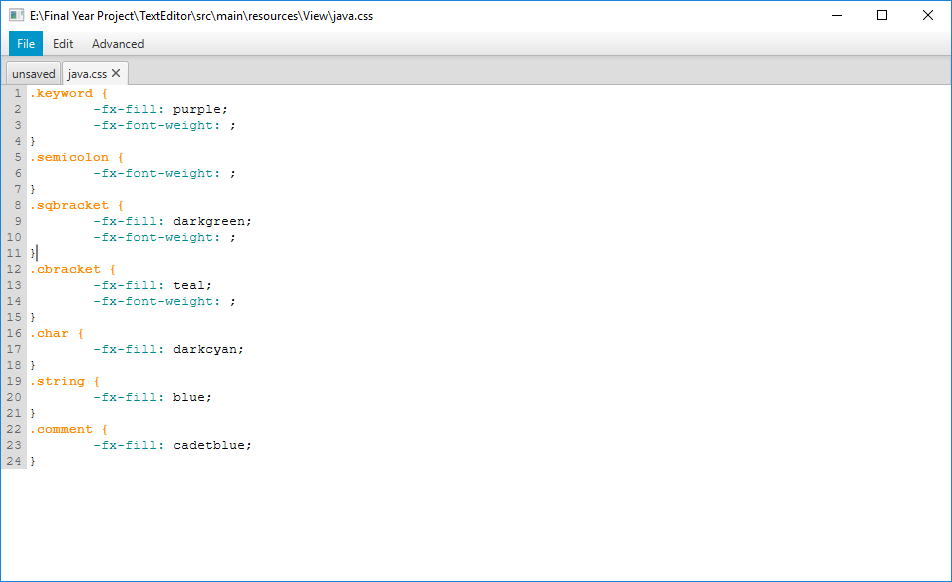 E:\Final Year Project\TextEditor\src\main\resources\View\java.css
File Edit Advanced
unsaved java.css
1 .keyword {
2 -fx-fill: purple;
3 -fx-font-weight: ;
4 }
5 .semicolon {
6 -fx-font-weight: ;
7 }
8 .sqbracket {
9 -fx-fill: darkgreen;
10 -fx-font-weight: ;
11 }
12 .cbracket {
13 -fx-fill: teal;
14 -fx-font-weight: ;
15 }
16 .char {
17 -fx-fill: darkcyan;
18 }
19 .string {
20 -fx-fill: blue;
21 }
22 .comment {
23 -fx-fill: cadetblue;
24 }